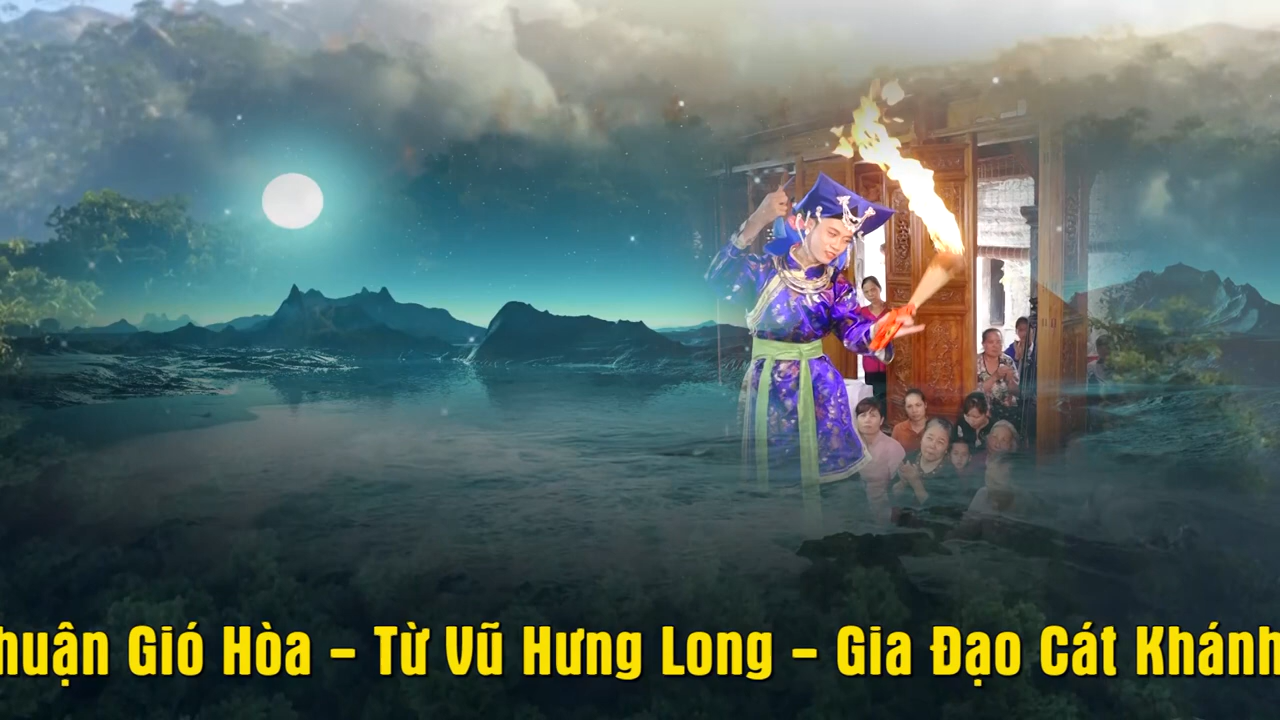 huận Gió Hòa – Từ Vũ Hưng Long – Gia Đạo Cát Khánh